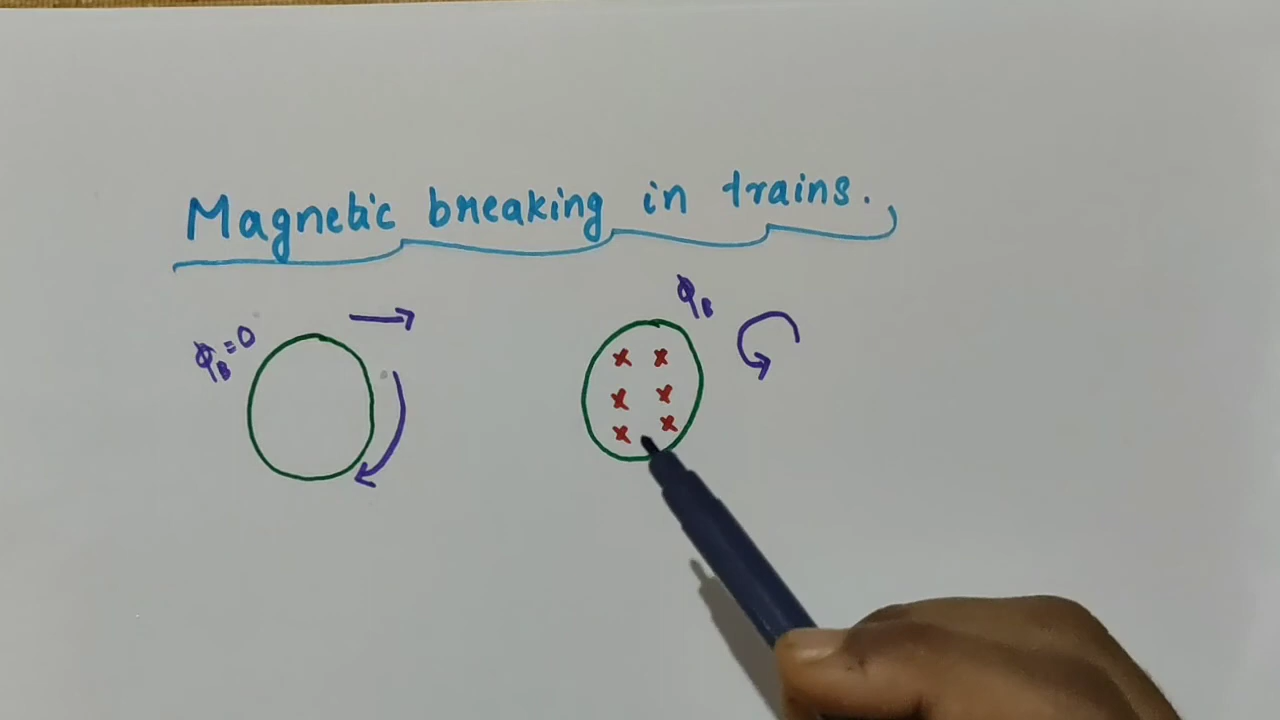 Magnetic breaking in trains.
ϕB=0
ϕB
x x
x x
x x